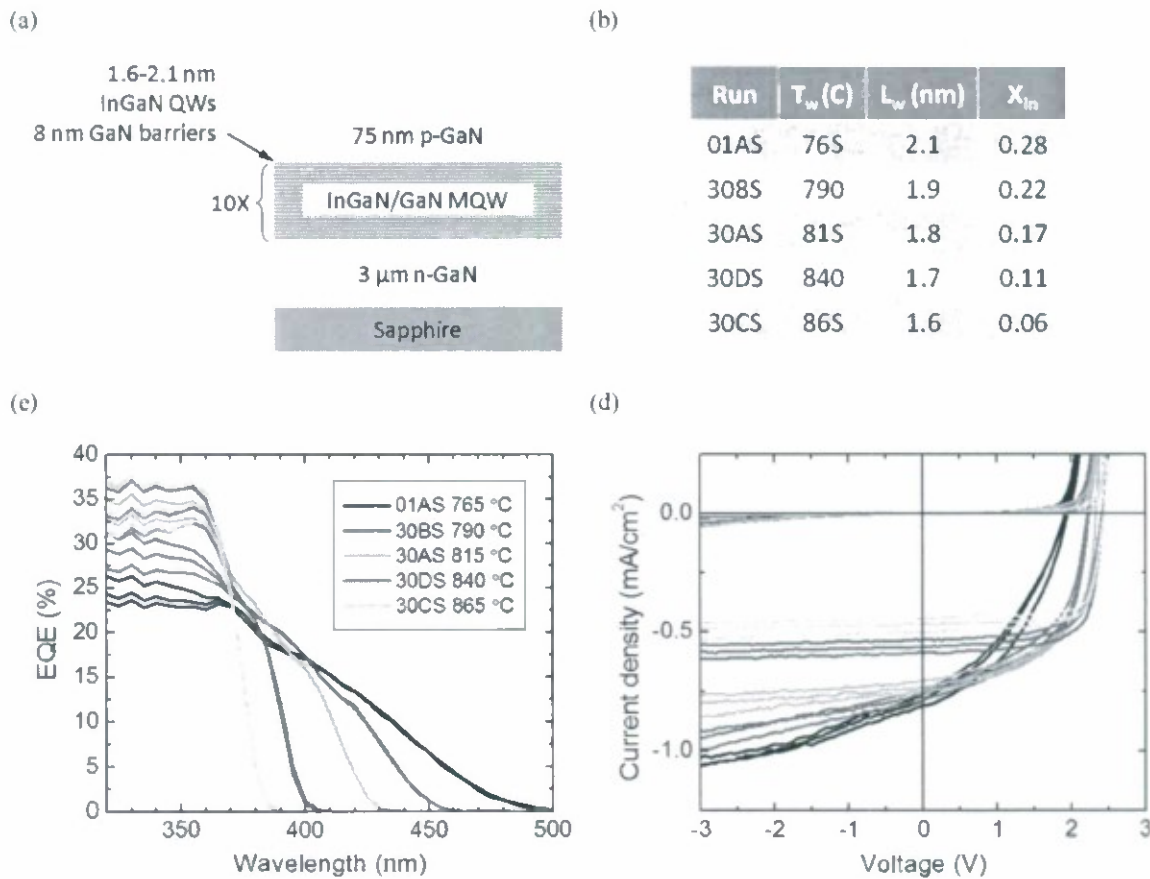 (a)
1.6-2.1 nm
InGaN QWs
8 nm GaN barriers
75 nm p-GaN
10X
InGaN/GaN MQW
3 µm n-GaN
Sapphire
(b)
Run T_w (C) L_w (nm) X_In
01AS 76S 2.1 0.28
308S 790 1.9 0.22
30AS 81S 1.8 0.17
30DS 840 1.7 0.11
30CS 86S 1.6 0.06
(c)
EQE (%)
40
35
30
25
20
15
10
5
0
350 400 450 500
Wavelength (nm)
01AS 765 °C
30BS 790 °C
30AS 815 °C
30DS 840 °C
30CS 865 °C
(d)
Current density (mA/cm²)
0.0
-0.5
-1.0
-3 -2 -1 0 1 2 3
Voltage (V)